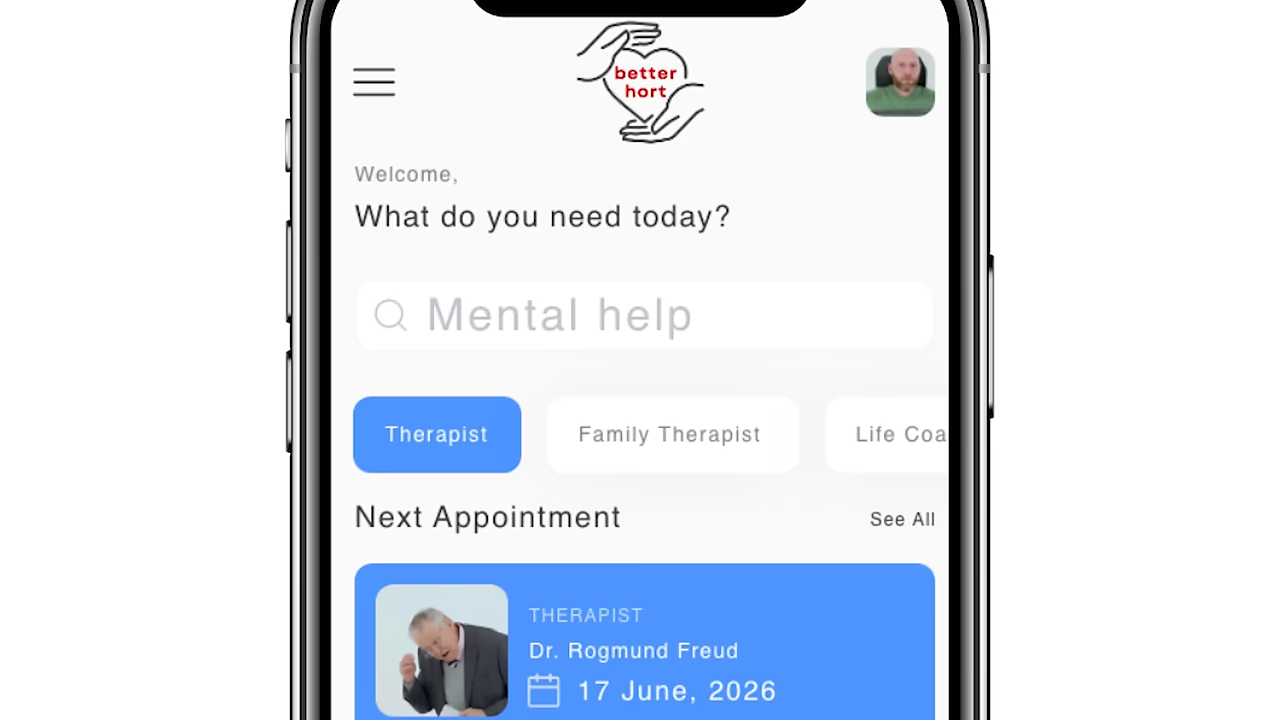 better
hort
Welcome,
What do you need today?
Mental help
Therapist
Family Therapist
Life Coa
Next Appointment
See All
THERAPIST
Dr. Rogmund Freud
17 June, 2026